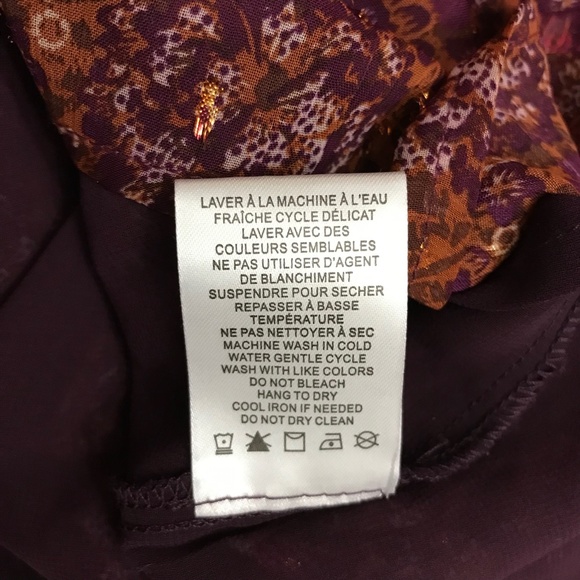 LAVER À LA MACHINE À L'EAU
FRAÎCHE CYCLE DÉLICAT
LAVER AVEC DES
COULEURS SEMBLABLES
NE PAS UTILISER D'AGENT
DE BLANCHIMENT
SUSPENDRE POUR SECHER
REPASSER À BASSE
TEMPÉRATURE
NE PAS NETTOYER À SEC
MACHINE WASH IN COLD
WATER GENTLE CYCLE
WASH WITH LIKE COLORS
DO NOT BLEACH
HANG TO DRY
COOL IRON IF NEEDED
DO NOT DRY CLEAN